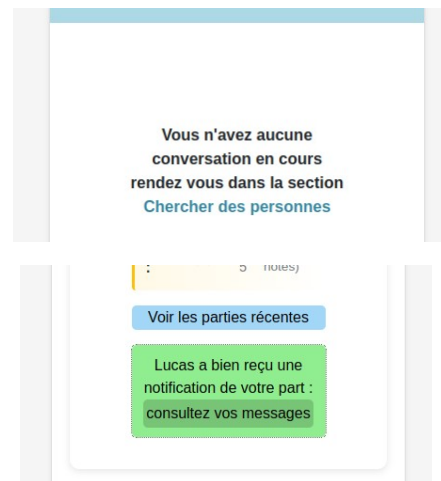 Vous n'avez aucune
conversation en cours
rendez vous dans la section
Chercher des personnes
: 5 notes)
Voir les parties récentes
Lucas a bien reçu une
notification de votre part :
consultez vos messages